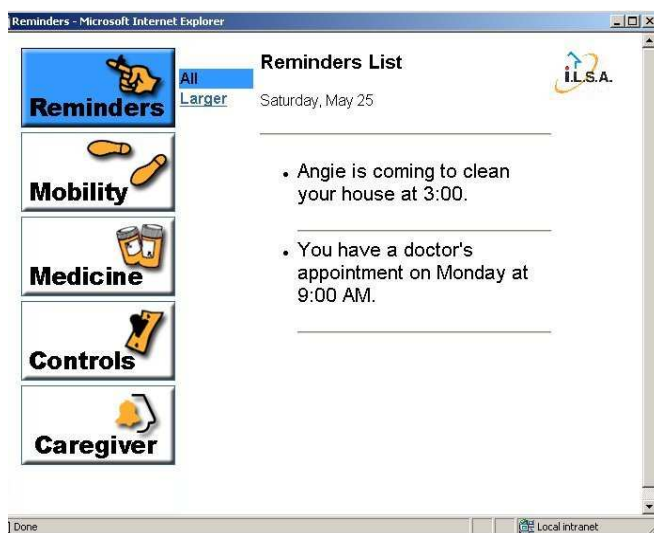 Reminders - Microsoft Internet Explorer
Reminders
All
Larger
Mobility
Medicine
Controls
Caregiver
Reminders List
Saturday, May 25
i.L.S.A.
• Angie is coming to clean
your house at 3:00.
• You have a doctor's
appointment on Monday at
9:00 AM.
Done
Local intranet